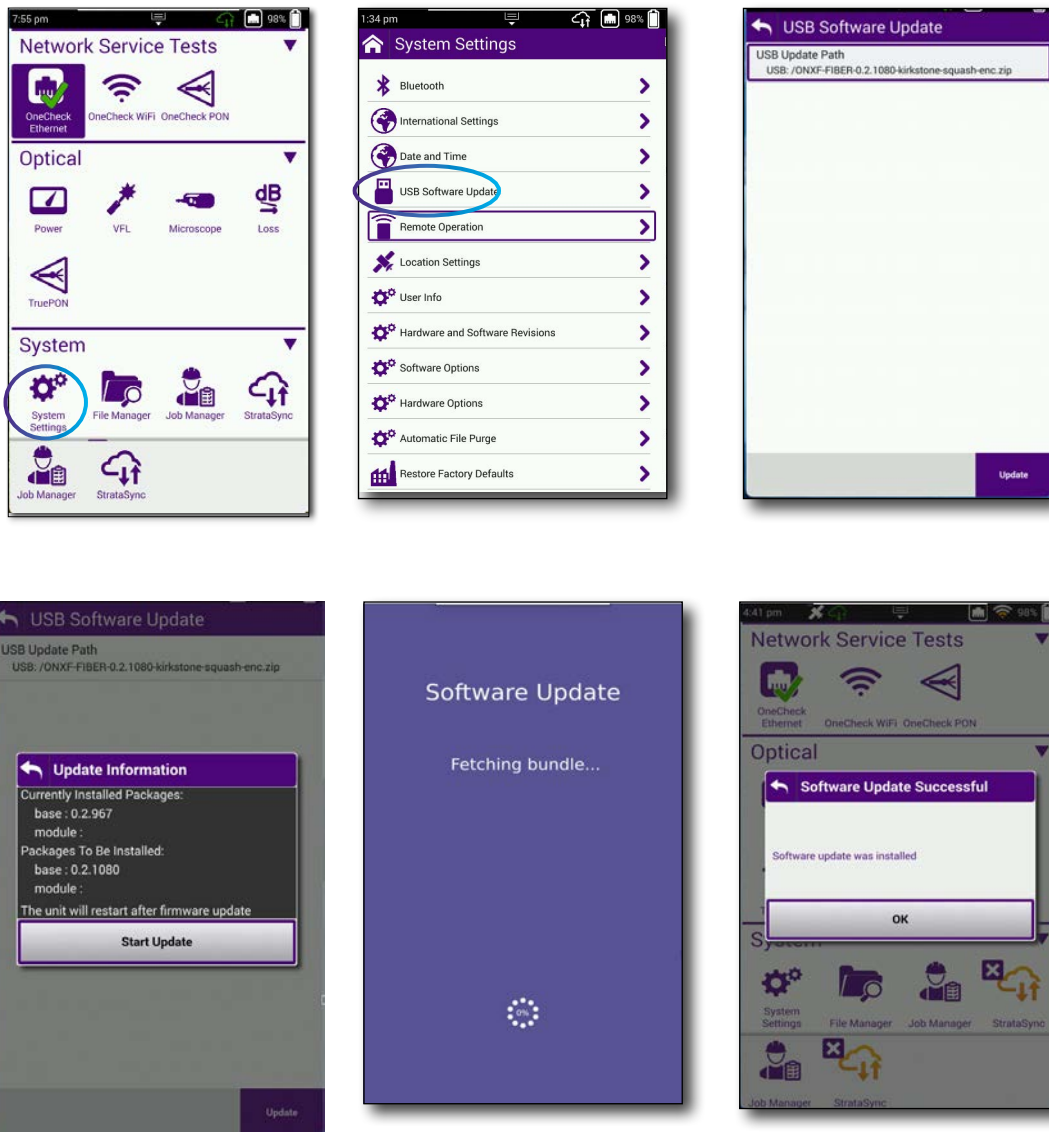 7:55 pm
98%
Network Service Tests
OneCheck Ethernet
OneCheck WiFi
OneCheck PON
Optical
Power
VFL
Microscope
dB
Loss
TruePON
System
System Settings
File Manager
Job Manager
StrataSync
Job Manager
StrataSync
1:34 pm
98%
System Settings
Bluetooth
International Settings
Date and Time
USB Software Update
Remote Operation
Location Settings
User Info
Hardware and Software Revisions
Software Options
Hardware Options
Automatic File Purge
Restore Factory Defaults
USB Software Update
USB Update Path
USB: /ONXF-FIBER-0.2.1080-kirkstone-squash-enc.zip
Update
USB Software Update
USB Update Path
USB: /ONXF-FIBER-0.2.1080-kirkstone-squash-enc.zip
Update Information
Currently Installed Packages:
base : 0.2.967
module :
Packages To Be Installed:
base : 0.2.1080
module :
The unit will restart after firmware update
Start Update
Update
Software Update
Fetching bundle...
0%
4:41 pm
98%
Network Service Tests
OneCheck Ethernet
OneCheck WiFi
OneCheck PON
Optical
Software Update Successful
Software update was installed
OK
System
System Settings
File Manager
Job Manager
StrataSync
Job Manager
StrataSync